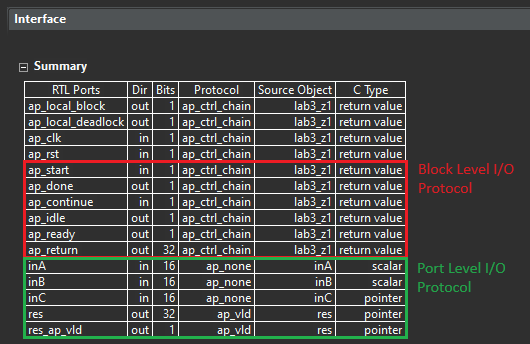 Interface
Summary
RTL Ports Dir Bits Protocol Source Object C Type
ap_local_block out 1 ap_ctrl_chain lab3_z1 return value
ap_local_deadlock out 1 ap_ctrl_chain lab3_z1 return value
ap_clk in 1 ap_ctrl_chain lab3_z1 return value
ap_rst in 1 ap_ctrl_chain lab3_z1 return value
ap_start in 1 ap_ctrl_chain lab3_z1 return value Block Level I/O
ap_done out 1 ap_ctrl_chain lab3_z1 return value Protocol
ap_continue in 1 ap_ctrl_chain lab3_z1 return value
ap_idle out 1 ap_ctrl_chain lab3_z1 return value
ap_ready out 1 ap_ctrl_chain lab3_z1 return value
ap_return out 32 ap_ctrl_chain lab3_z1 return value
inA in 16 ap_none inA scalar Port Level I/O
inB in 16 ap_none inB scalar Protocol
inC in 16 ap_none inC pointer
res out 32 ap_vld res pointer
res_ap_vld out 1 ap_vld res pointer